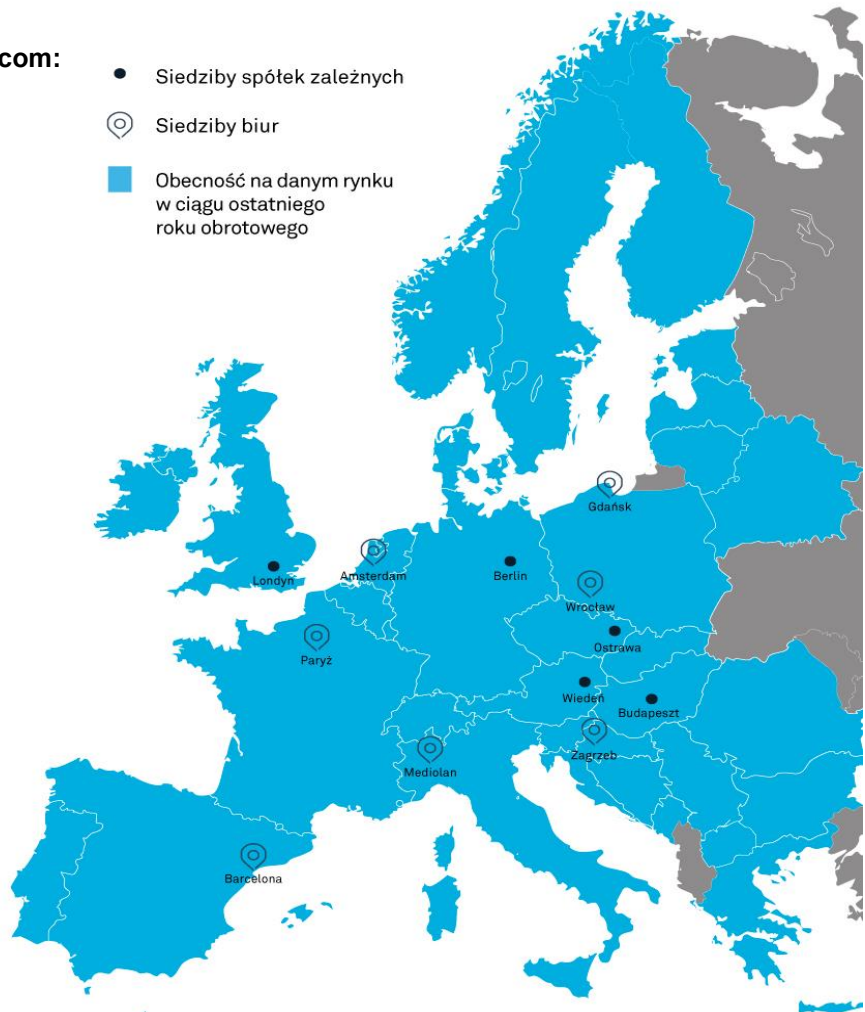 com:
Siedziby spółek zależnych
Siedziby biur
Obecność na danym rynku
w ciągu ostatniego
roku obrotowego
Gdańsk
Londyn
Amsterdam
Berlin
Wrocław
Ostrawa
Paryż
Wiedeń
Budapeszt
Zagrzeb
Mediolan
Barcelona